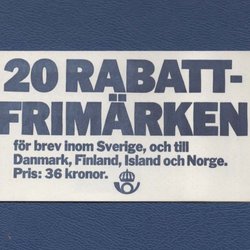 20 RABATT-
FRIMÄRKEN
för brev inom Sverige, och till
Danmark, Finland, Island och Norge.
Pris: 36 kronor.